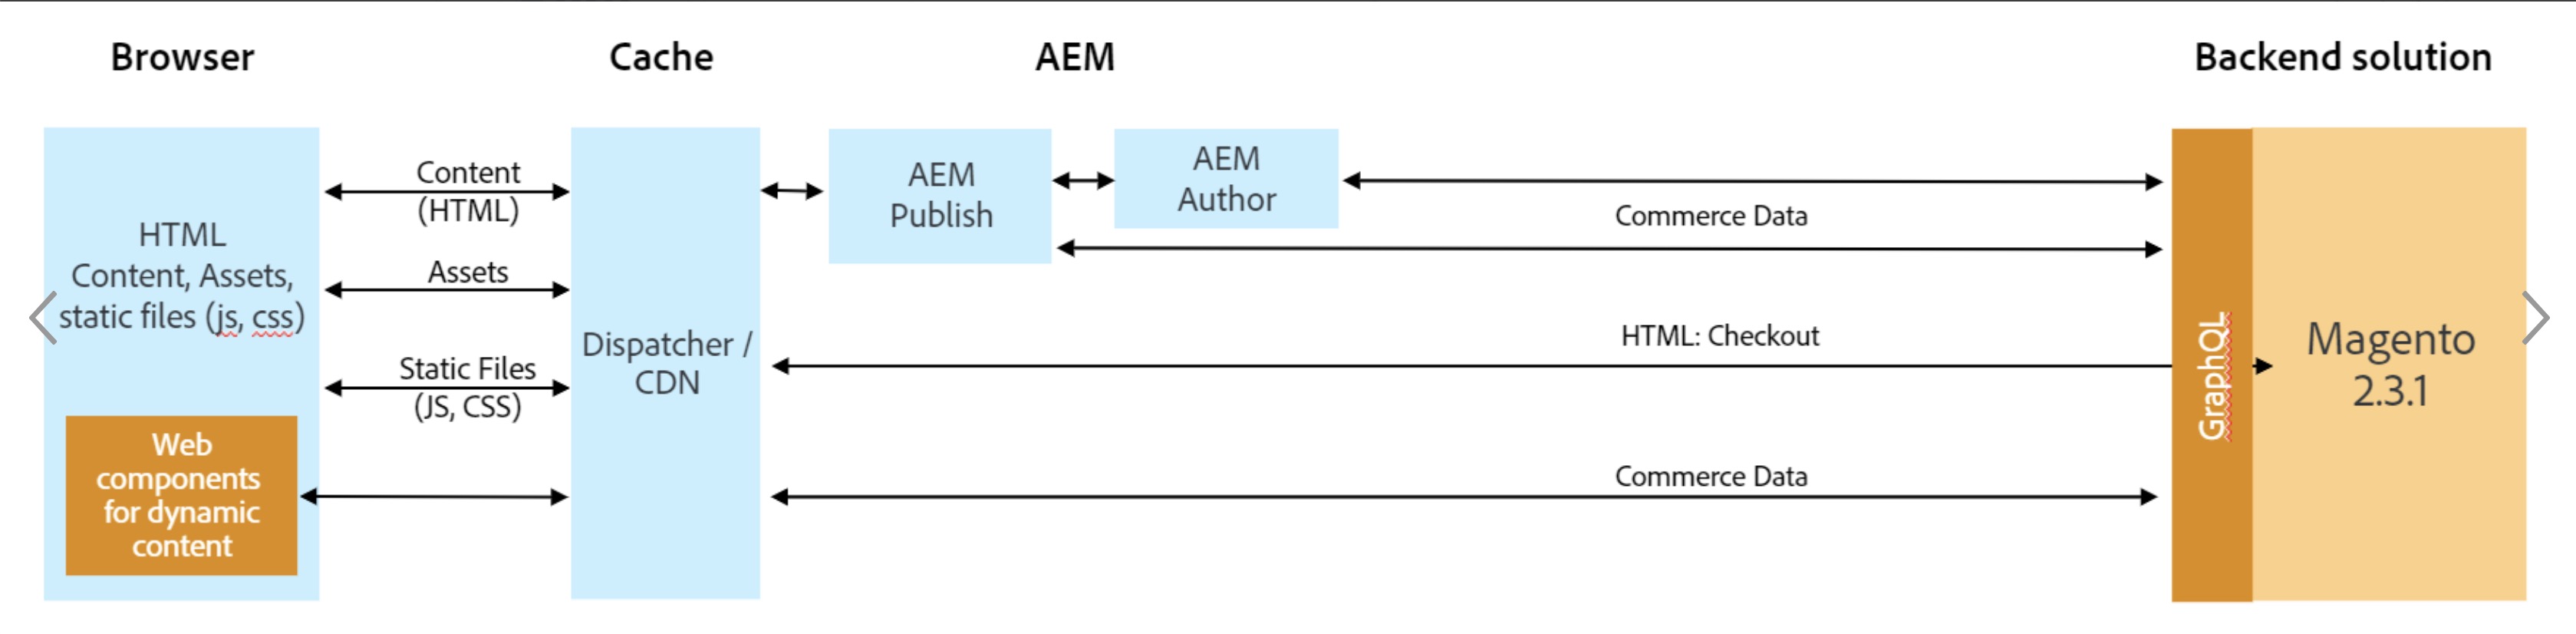 Browser
Cache
AEM
Backend solution
HTML
Content, Assets,
static files (js, css)
Web
components
for dynamic
content
Content
(HTML)
Assets
Static Files
(JS, CSS)
Dispatcher /
CDN
AEM
Publish
AEM
Author
Commerce Data
HTML: Checkout
Commerce Data
GraphQL
Magento
2.3.1